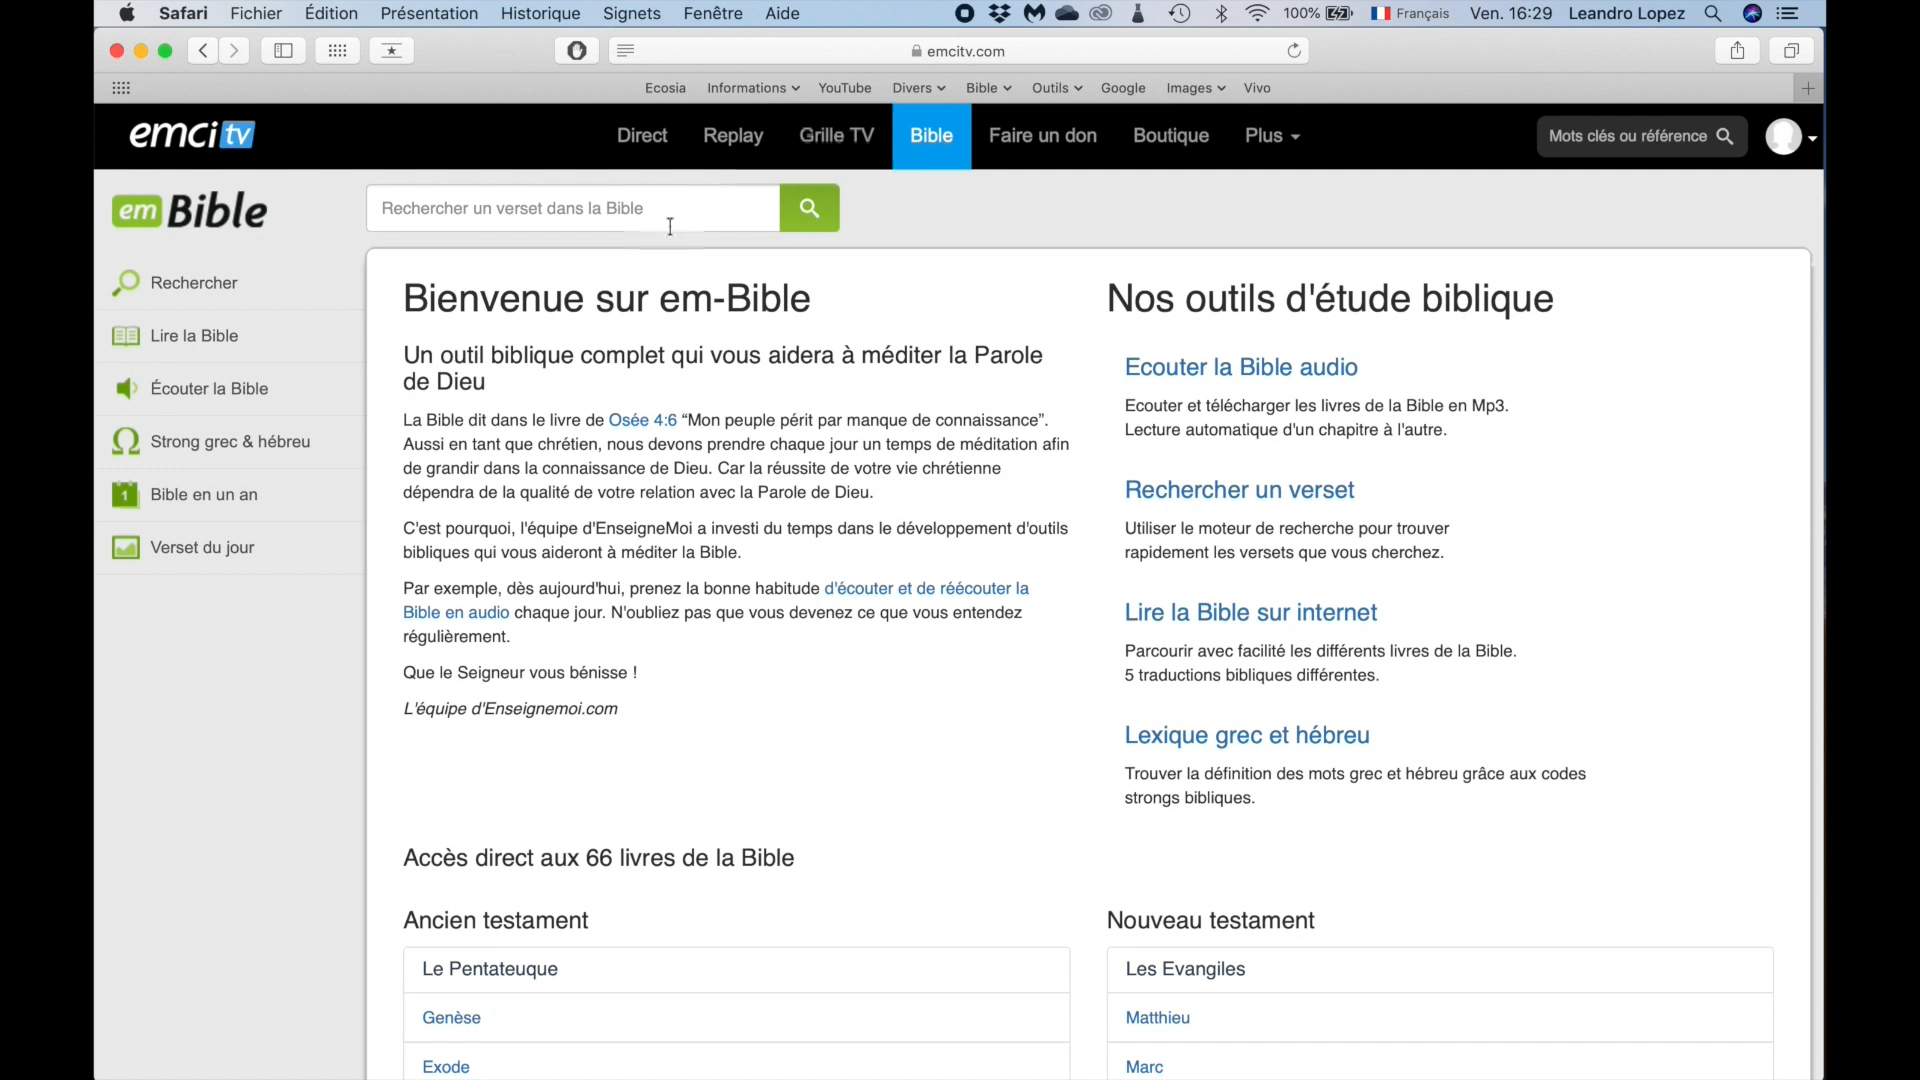 Safari Fichier Édition Présentation Historique Signets Fenêtre Aide 100% Français Ven. 16:29 Leandro Lopez
emcitv.com
Ecosia Informations YouTube Divers Bible Outils Google Images Vivo
emci tv Direct Replay Grille TV Bible Faire un don Boutique Plus Mots clés ou référence
em Bible Rechercher un verset dans la Bible
Rechercher
Lire la Bible
Écouter la Bible
Strong grec & hébreu
1 Bible en un an
Verset du jour
Bienvenue sur em-Bible
Un outil biblique complet qui vous aidera à méditer la Parole
de Dieu
La Bible dit dans le livre de Osée 4:6 “Mon peuple périt par manque de connaissance”.
Aussi en tant que chrétien, nous devons prendre chaque jour un temps de méditation afin
de grandir dans la connaissance de Dieu. Car la réussite de votre vie chrétienne
dépendra de la qualité de votre relation avec la Parole de Dieu.
C'est pourquoi, l'équipe d'EnseigneMoi a investi du temps dans le développement d'outils
bibliques qui vous aideront à méditer la Bible.
Par exemple, dès aujourd'hui, prenez la bonne habitude d'écouter et de réécouter la
Bible en audio chaque jour. N'oubliez pas que vous devenez ce que vous entendez
régulièrement.
Que le Seigneur vous bénisse !
L'équipe d'Enseignemoi.com
Nos outils d'étude biblique
Ecouter la Bible audio
Ecouter et télécharger les livres de la Bible en Mp3.
Lecture automatique d'un chapitre à l'autre.
Rechercher un verset
Utiliser le moteur de recherche pour trouver
rapidement les versets que vous cherchez.
Lire la Bible sur internet
Parcourir avec facilité les différents livres de la Bible.
5 traductions bibliques différentes.
Lexique grec et hébreu
Trouver la définition des mots grec et hébreu grâce aux codes
strongs bibliques.
Accès direct aux 66 livres de la Bible
Ancien testament
Le Pentateuque
Genèse
Exode
Nouveau testament
Les Evangiles
Matthieu
Marc